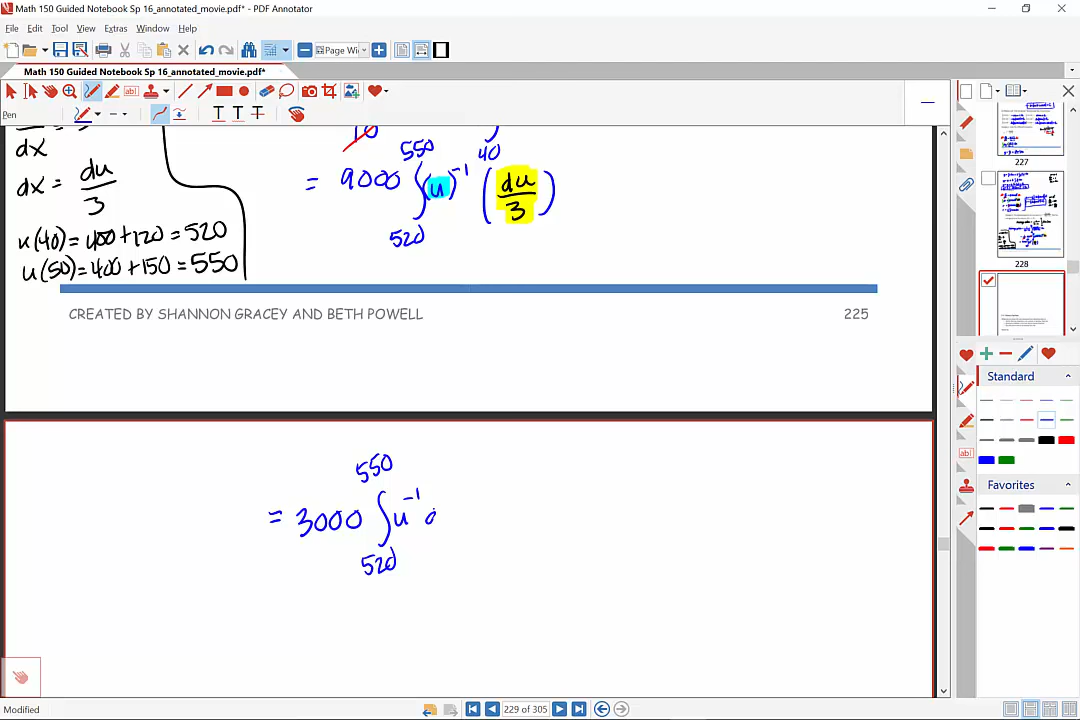 Math 150 Guided Notebook Sp 16_annotated_movie.pdf* - PDF Annotator
File Edit Tool View Extras Window Help
Page Wi
Math 150 Guided Notebook Sp 16_annotated_movie.pdf*
Pen
dx
dx = du/3
u(40) = 400 + 120 = 520
u(50) = 400 + 150 = 550
10
40
= 9000 ∫_520^550 (u)^-1 (du/3)
CREATED BY SHANNON GRACEY AND BETH POWELL 225
= 3000 ∫_520^550 u^-1
227
228
Standard
Favorites
Modified
229 of 305